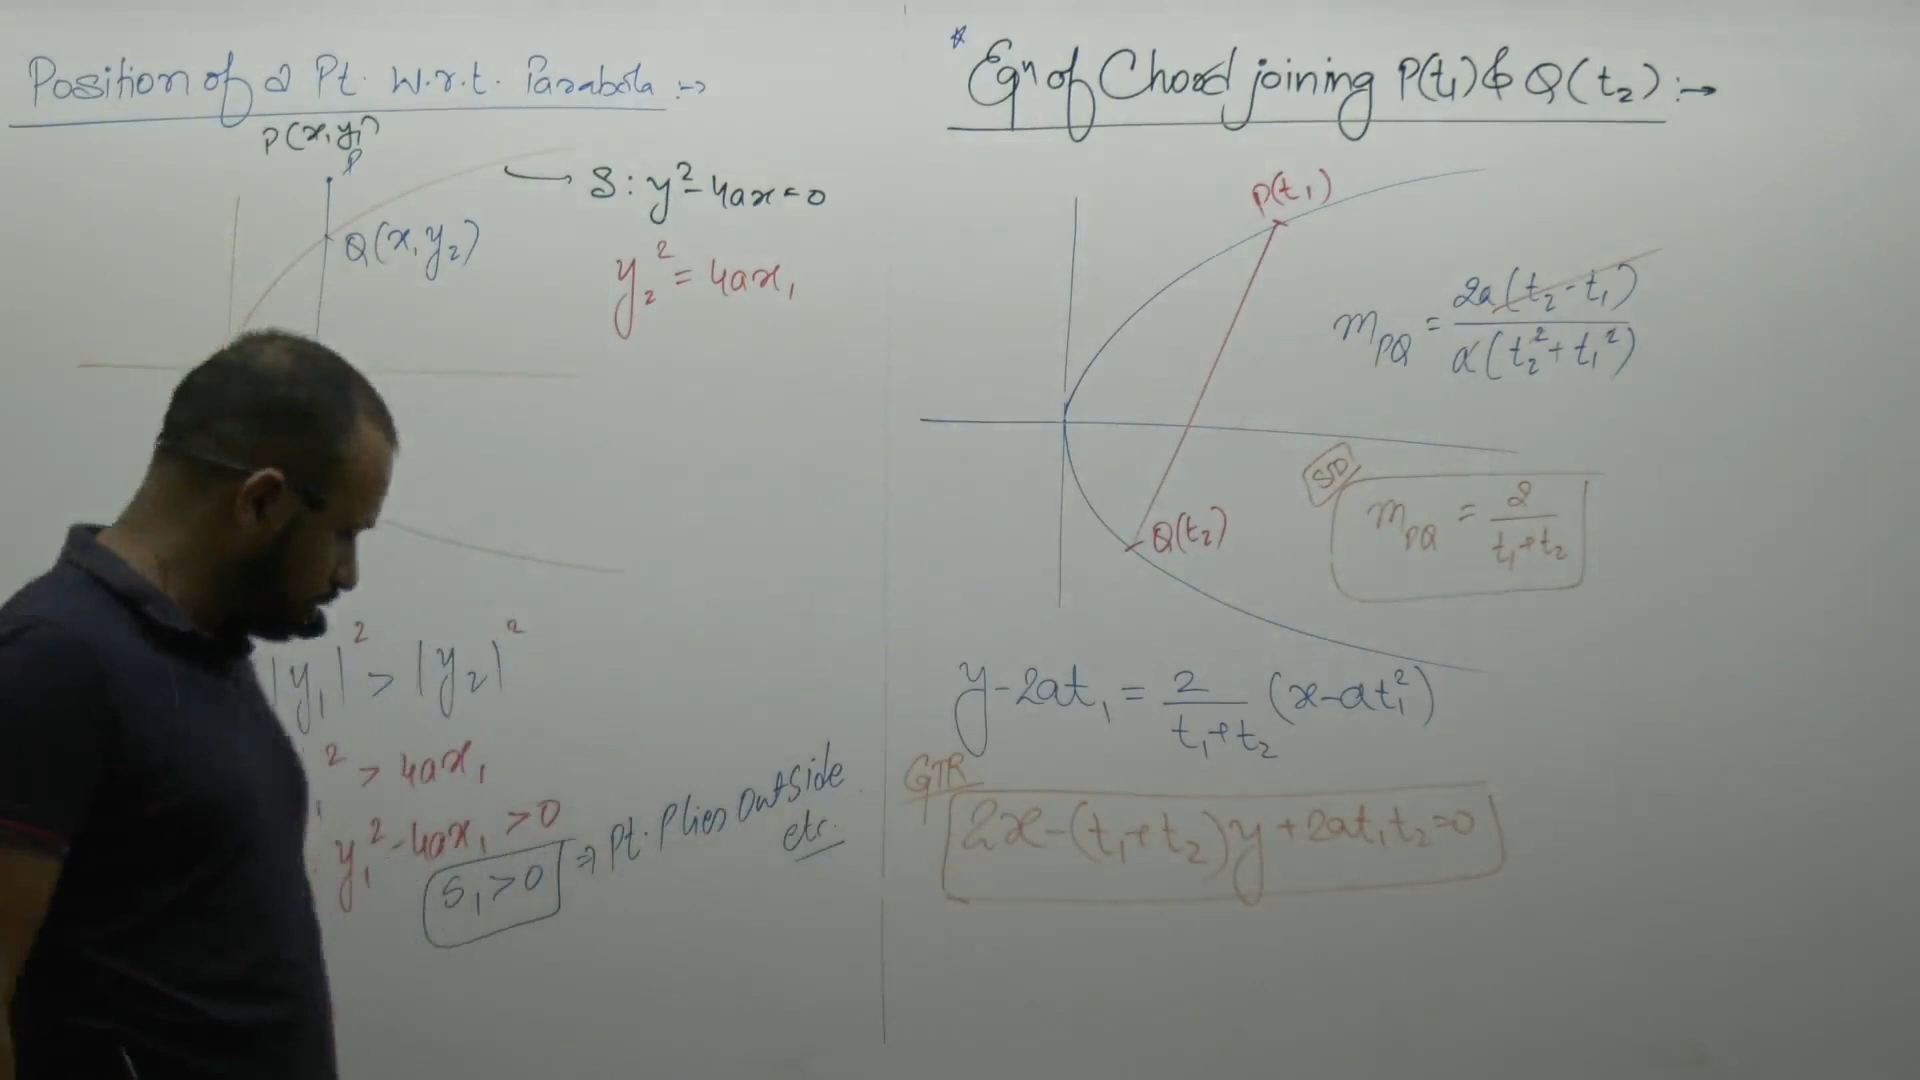 Position of a Pt. w.r.t. Parabola :->
P(x, y₁)
P
S : y² - 4ax = 0
Q(x, y₂)
y₂² = 4ax₁
|y₁|² > |y₂|²
² > 4ax₁
y₁² - 4ax₁ > 0
S₁ > 0 ⇒ Pt. P lies outside
etc.
* Eqⁿ of Chord joining P(t₁) & Q(t₂) :→
P(t₁)
m_PQ = 2a(t₂ - t₁) / a(t₂² + t₁²)
m_PQ = 2 / t₁+t₂
Q(t₂)
y - 2at₁ = 2 / t₁+t₂ (x - at₁²)
GTR
2x - (t₁+t₂)y + 2at₁t₂ = 0